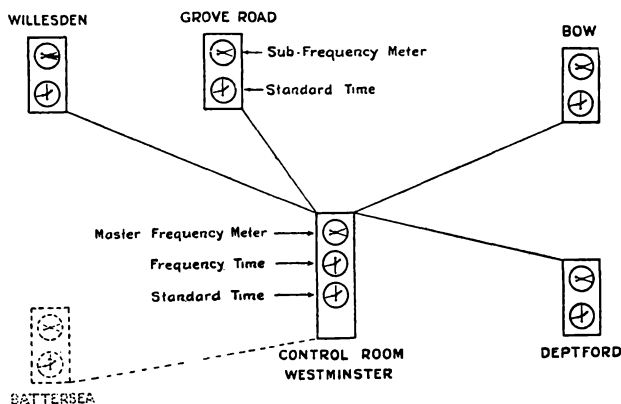 WILLESDEN
GROVE ROAD
BOW
Sub-Frequency Meter
Standard Time
Master Frequency Meter
Frequency Time
Standard Time
CONTROL ROOM
WESTMINSTER
DEPTFORD
BATTERSEA